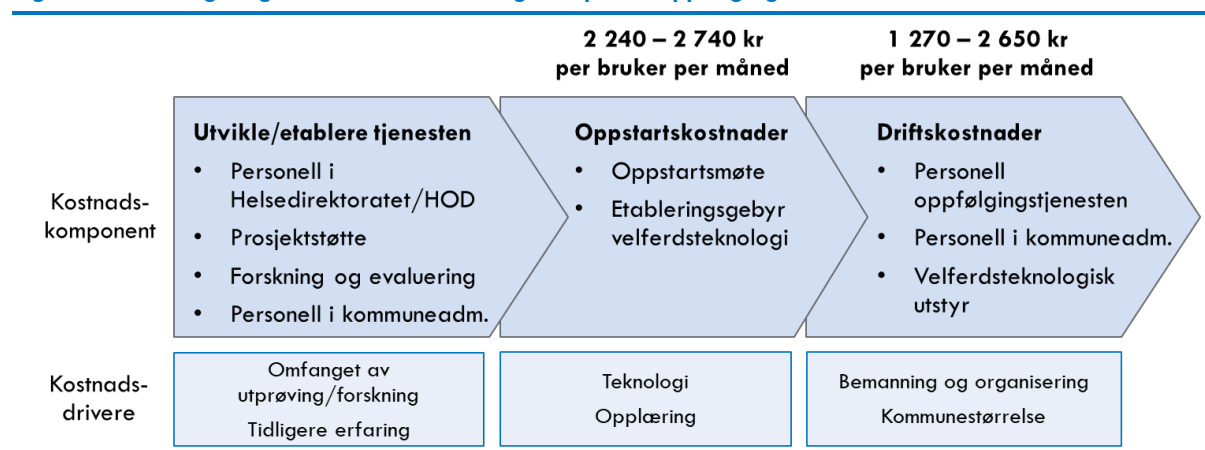 2 240 – 2 740 kr
per bruker per måned
1 270 – 2 650 kr
per bruker per måned
Kostnads-
komponent
Utvikle/etablere tjenesten
• Personell i
Helsedirektoratet/HOD
• Prosjektstøtte
• Forskning og evaluering
• Personell i kommuneadm.
Oppstartskostnader
• Oppstartsmøte
• Etableringsgebyr
velferdsteknologi
Driftskostnader
• Personell
oppfølgingstjenesten
• Personell i kommuneadm.
• Velferdsteknologisk
utstyr
Kostnads-
drivere
Omfanget av
utprøving/forskning
Tidligere erfaring
Teknologi
Opplæring
Bemanning og organisering
Kommunestørrelse